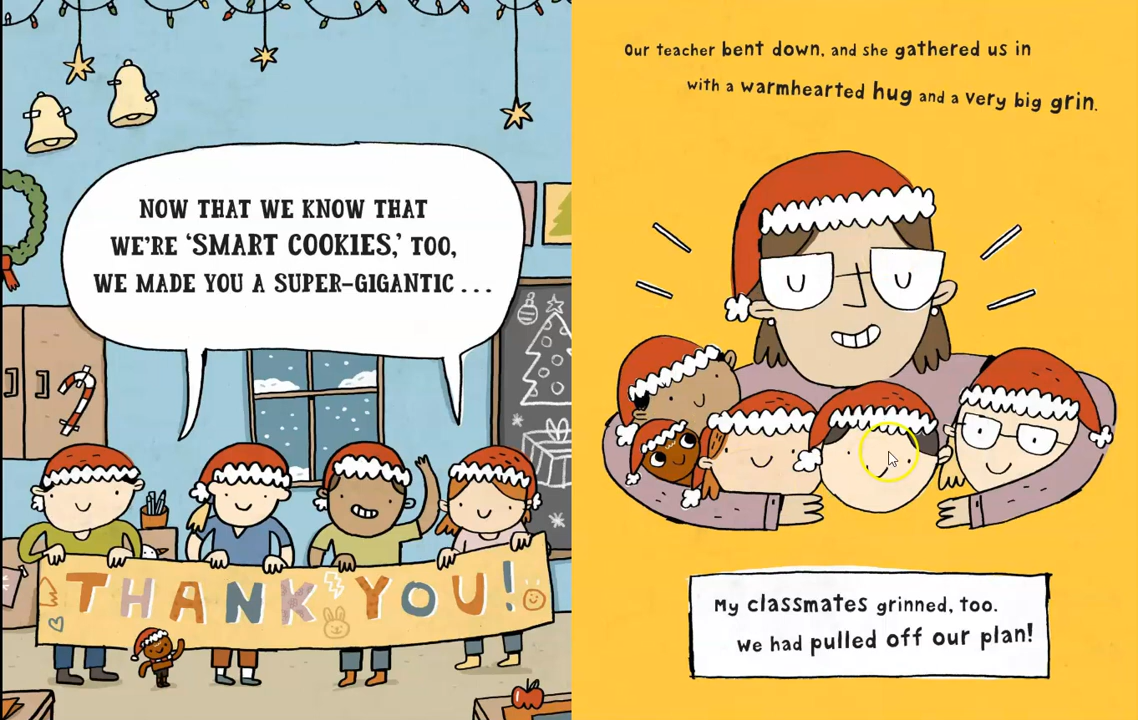 NOW THAT WE KNOW THAT
WE'RE 'SMART COOKIES,' TOO,
WE MADE YOU A SUPER-GIGANTIC . . .
THANK YOU!
Our teacher bent down, and she gathered us in
with a warmhearted hug and a very big grin.
My classmates grinned, too.
We had pulled off our plan!